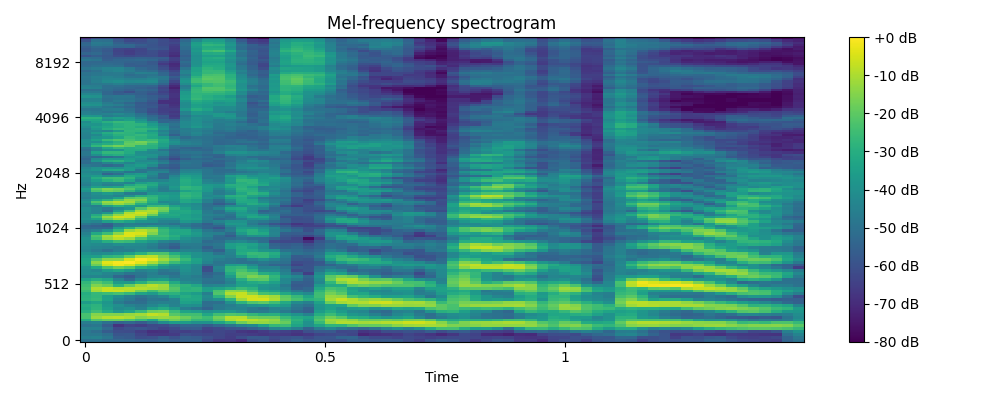 Mel-frequency spectrogram
8192
4096
2048
1024
512
0
Hz
0
0.5
1
Time
+0 dB
-10 dB
-20 dB
-30 dB
-40 dB
-50 dB
-60 dB
-70 dB
-80 dB